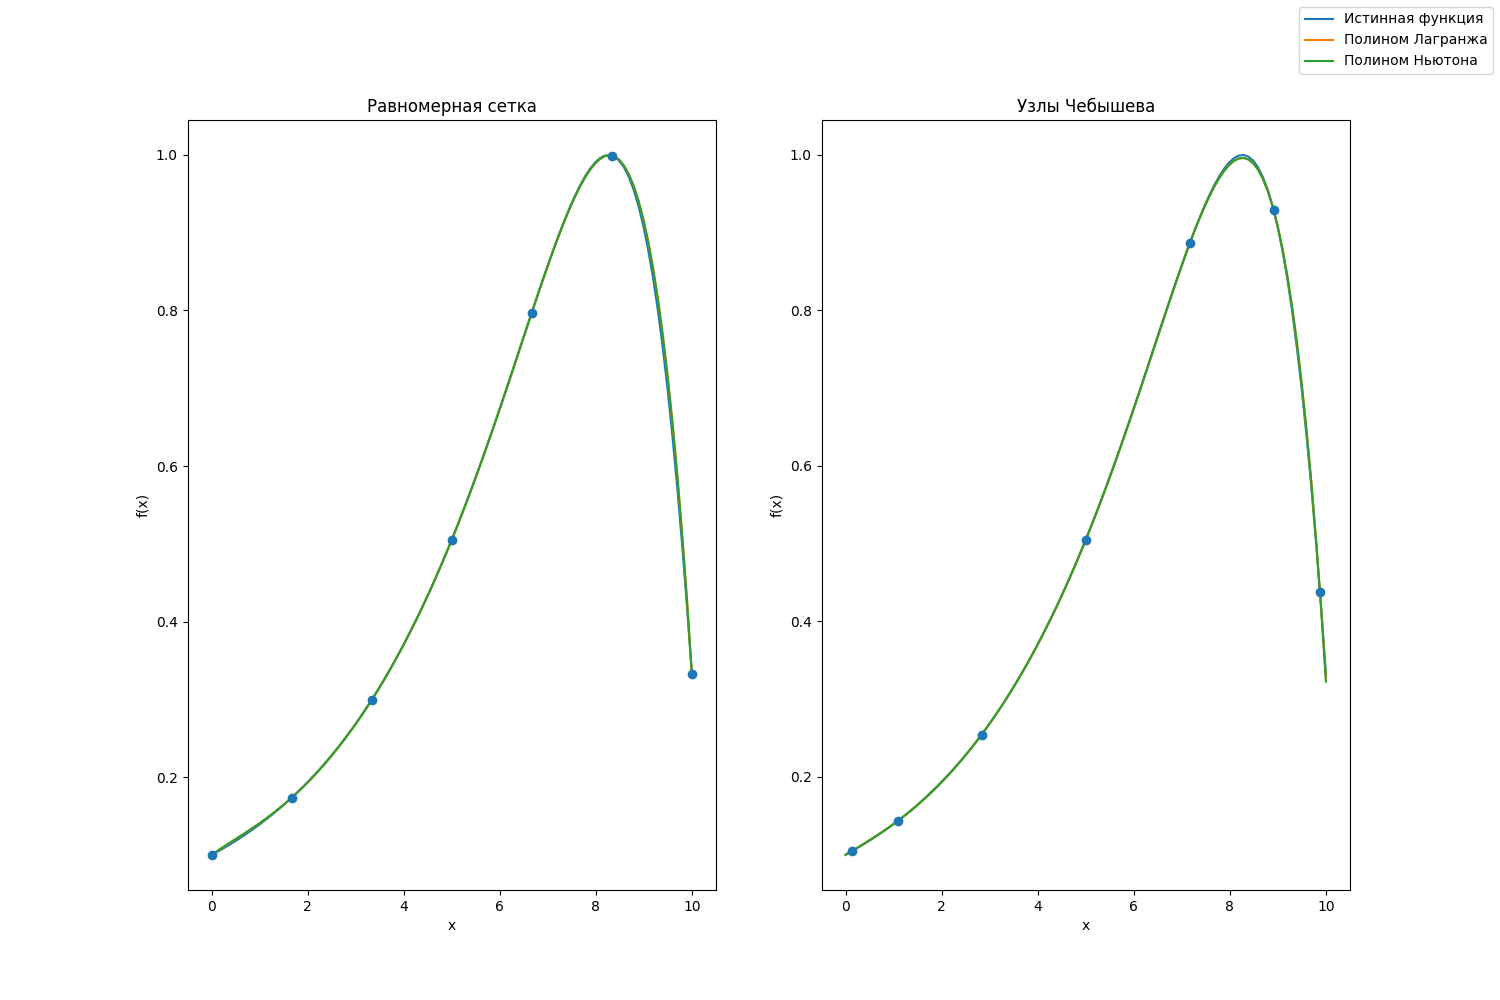 Истинная функция
Полином Лагранжа
Полином Ньютона
Равномерная сетка
1.0
0.8
0.6
0.4
0.2
f(x)
0 2 4 6 8 10
x
Узлы Чебышева
1.0
0.8
0.6
0.4
0.2
f(x)
0 2 4 6 8 10
x